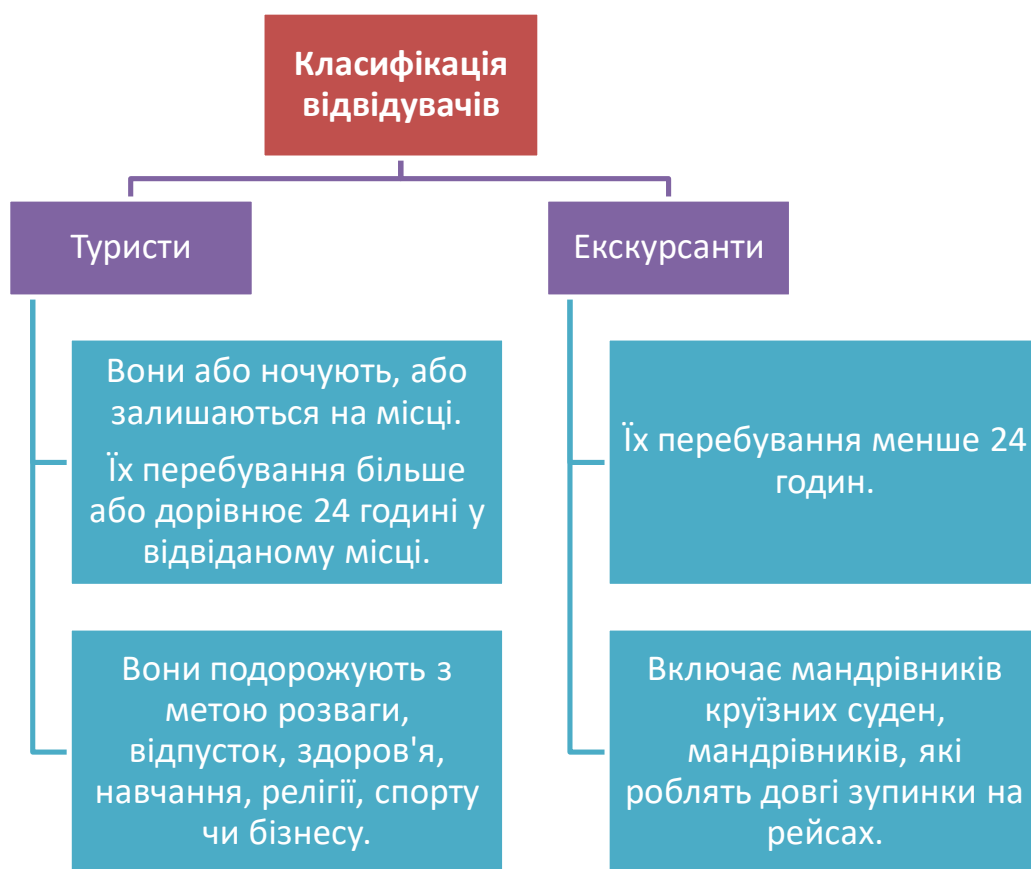 Класифікація
відвідувачів
Туристи
Екскурсанти
Вони або ночують, або
залишаються на місці.
Їх перебування більше
або дорівнює 24 годині у
відвіданому місці.
Їх перебування менше 24
годин.
Вони подорожують з
метою розваги,
відпусток, здоров'я,
навчання, релігії, спорту
чи бізнесу.
Включає мандрівників
круїзних суден,
мандрівників, які
роблять довгі зупинки на
рейсах.